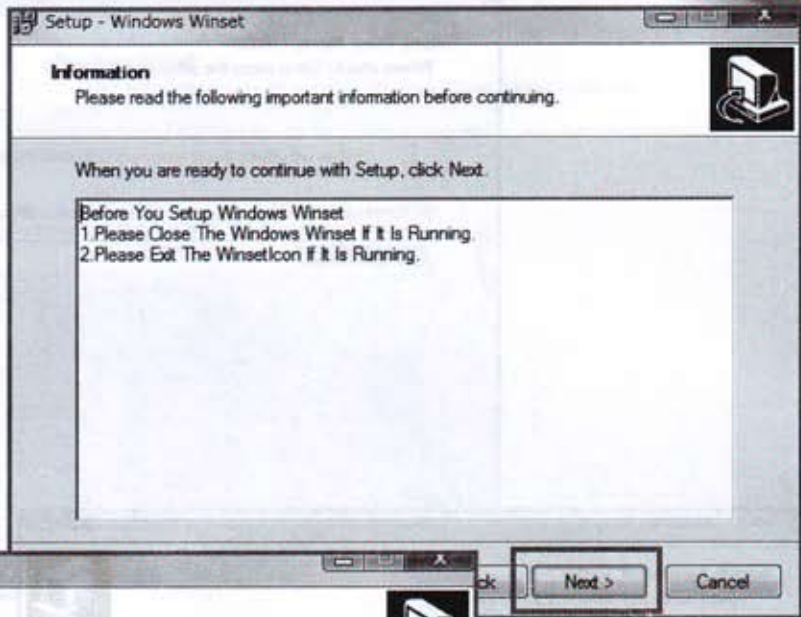 Setup - Windows Winset
Information
Please read the following important information before continuing.
When you are ready to continue with Setup, click Next.
Before You Setup Windows Winset
1.Please Close The Windows Winset If It Is Running.
2.Please Exit The WinsetIcon If It Is Running.
ck
Next >
Cancel